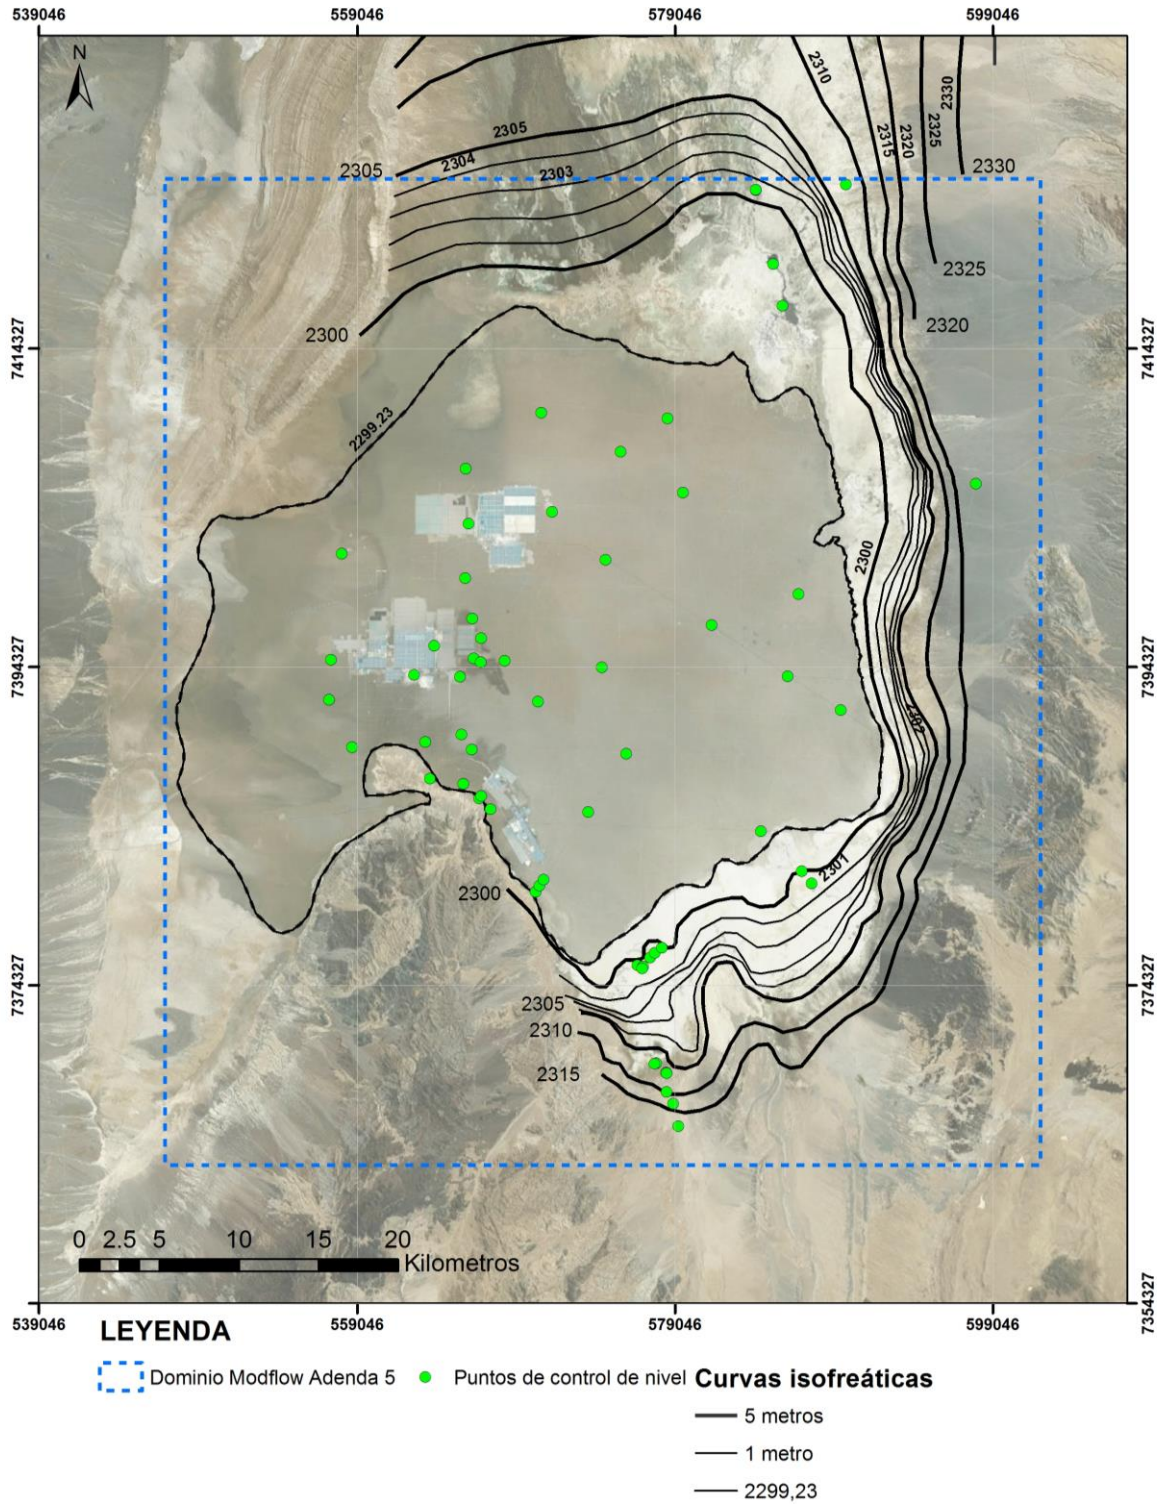 539046 559046 579046 599046
N
2310
2330
2305
2315
2320
2325
2304
2305
2303
2330
2325
2320
2300
7414327
7414327
2299.23
2300
7394327
7394327
2302
2301
2300
7374327
7374327
2305
2310
2315
0 2.5 5 10 15 20
Kilometros
7354327
539046 559046 579046 599046
LEYENDA
Dominio Modflow Adenda 5
Puntos de control de nivel
Curvas isofreáticas
5 metros
1 metro
2299,23